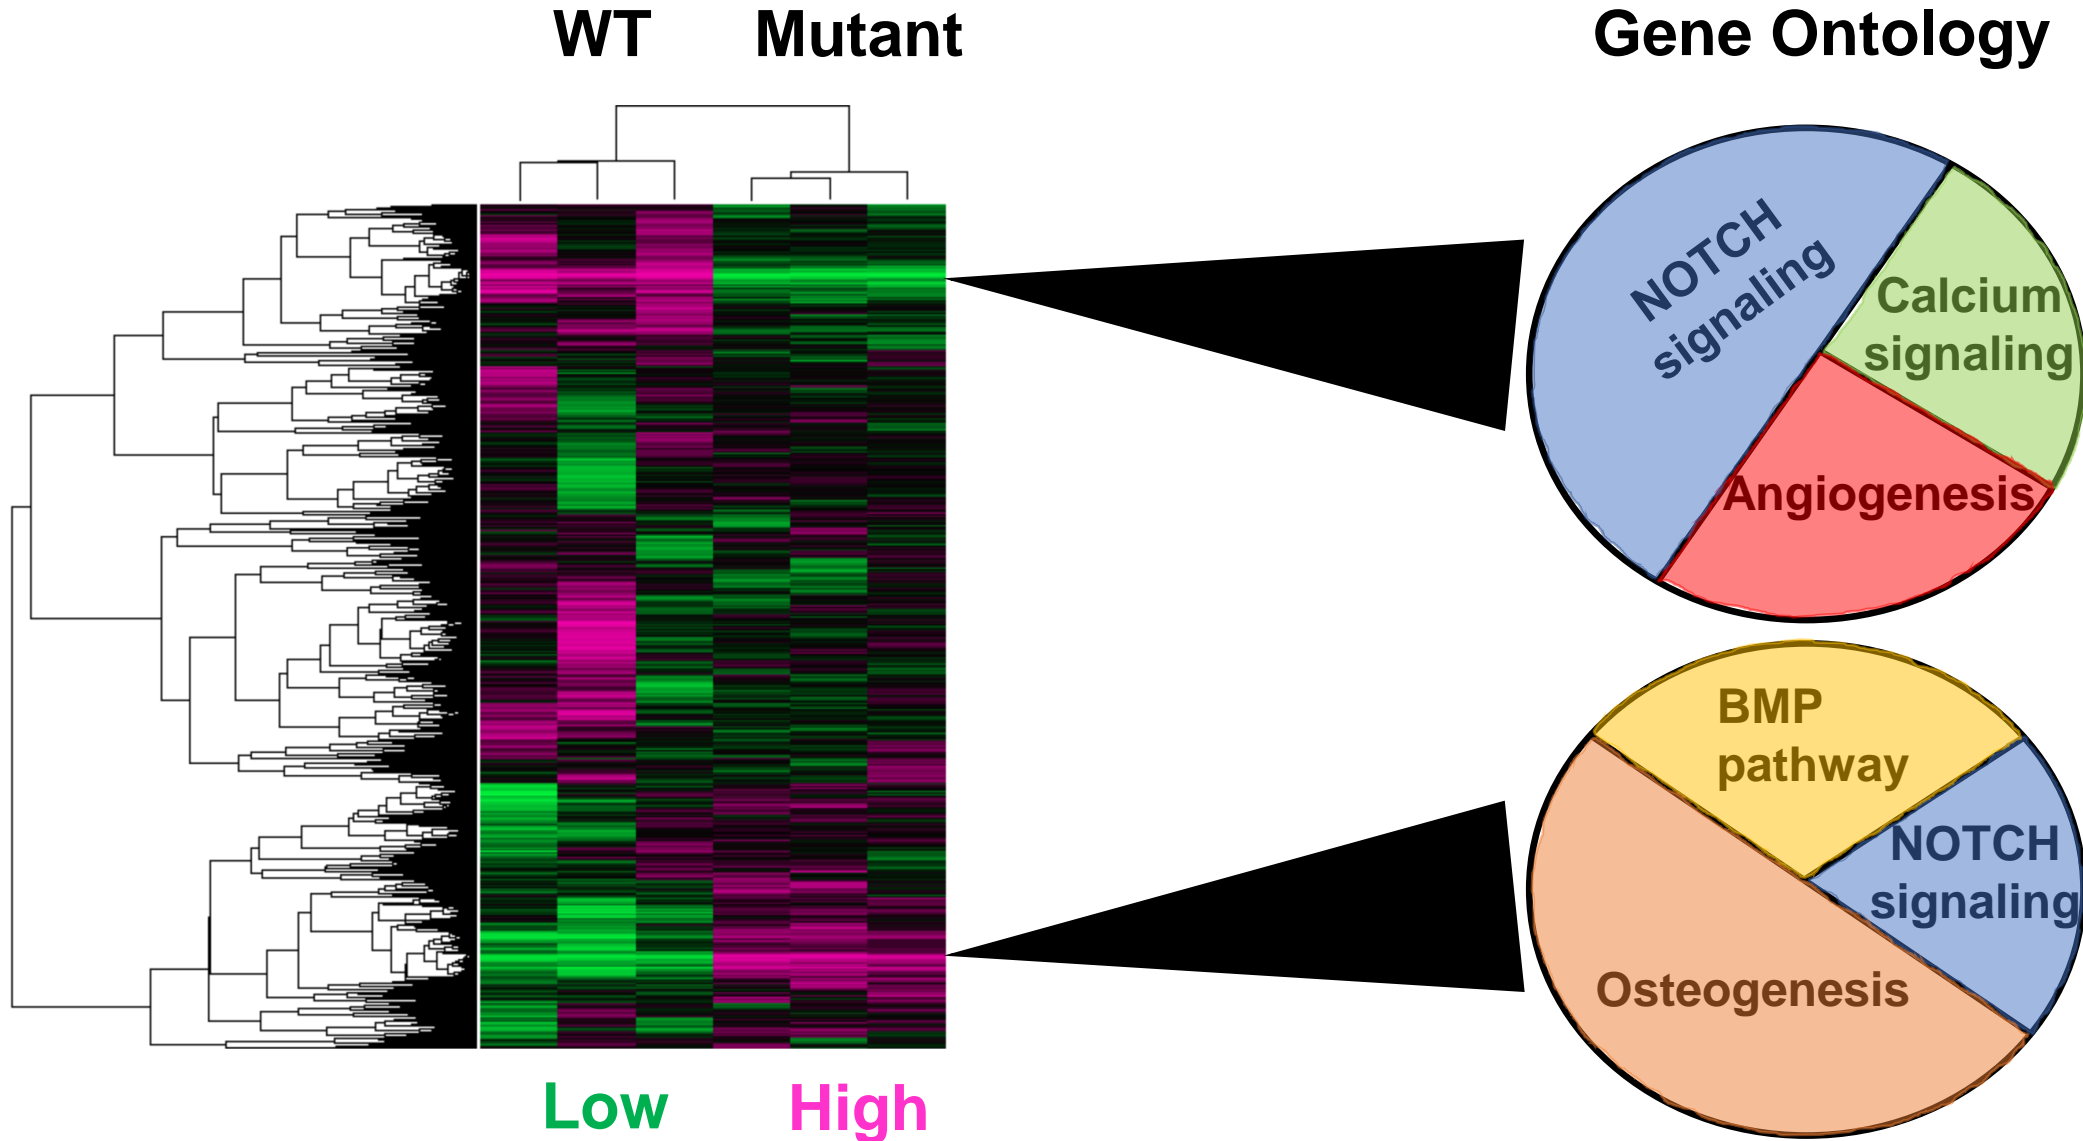 WT
Mutant
Gene Ontology
NOTCH
signaling
Calcium
signaling
Angiogenesis
BMP
pathway
NOTCH
signaling
Osteogenesis
Low
High